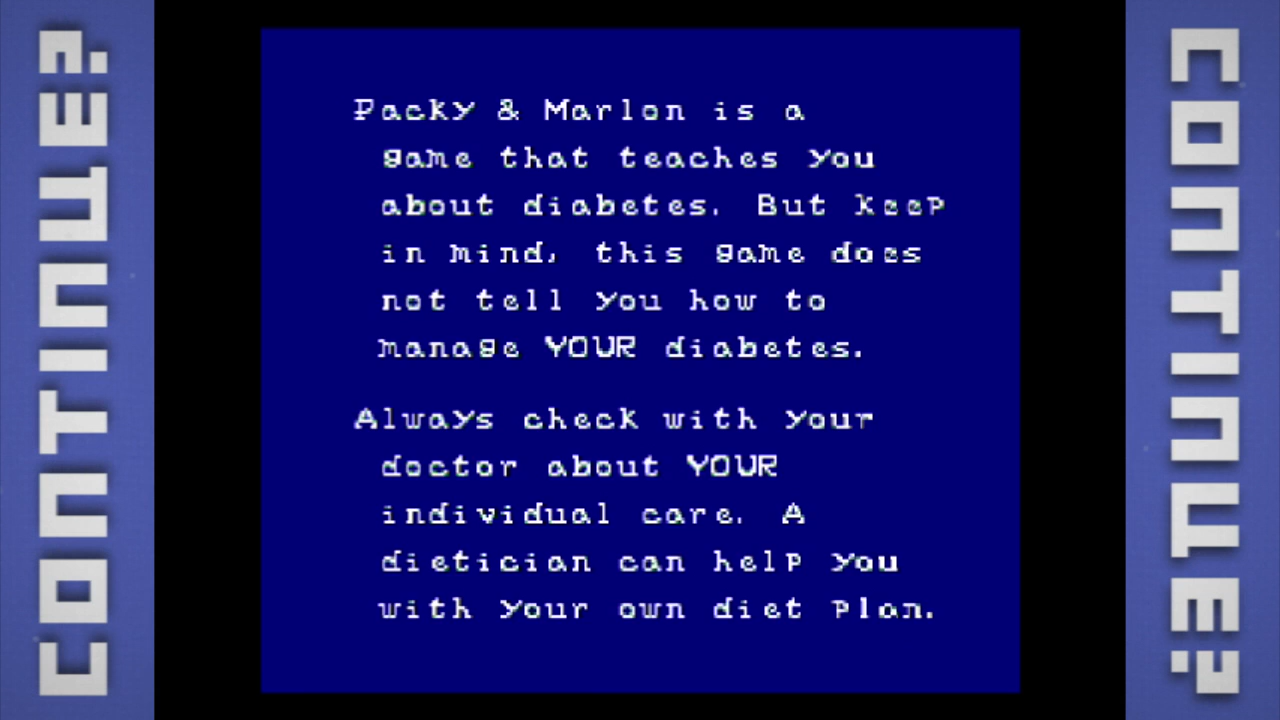 CONTINUE?
Packy & Marlon is a
game that teaches you
about diabetes. But keep
in mind, this game does
not tell you how to
manage YOUR diabetes.
Always check with your
doctor about YOUR
individual care. A
dietician can help you
with your own diet plan.
CONTINUE?